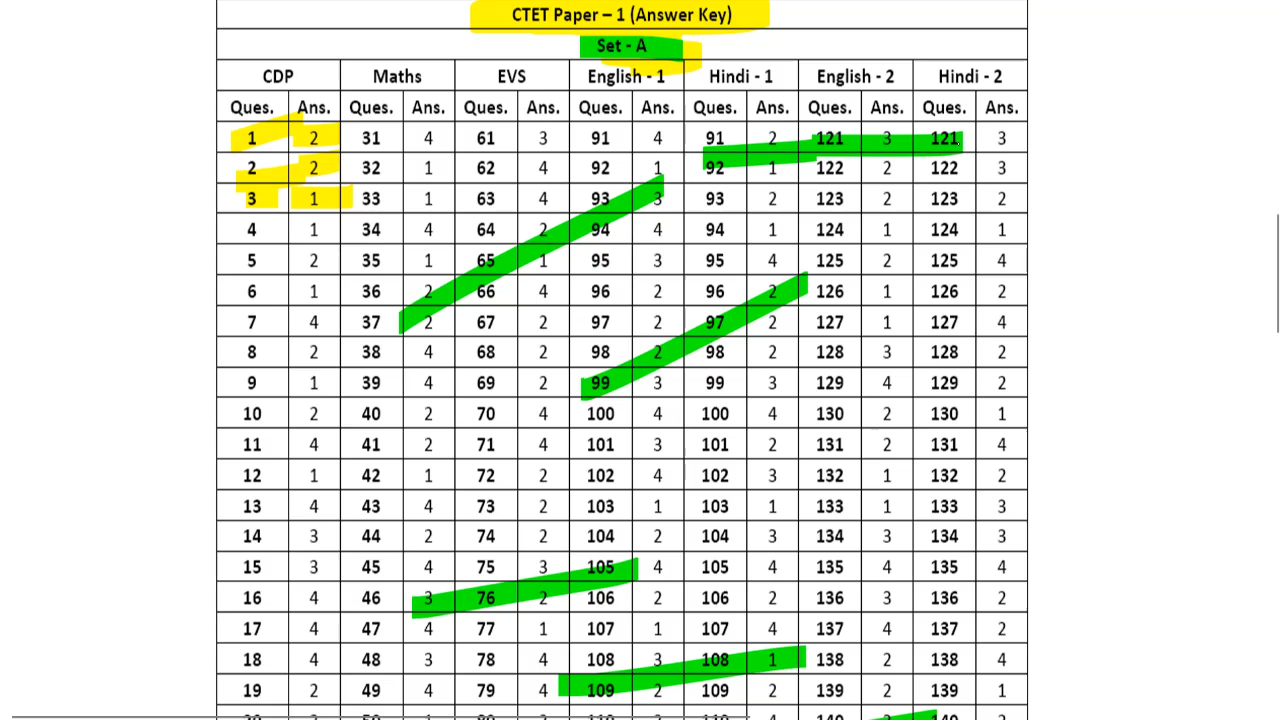 CTET Paper – 1 (Answer Key)
Set - A
CDP Maths EVS English - 1 Hindi - 1 English - 2 Hindi - 2
Ques. Ans. Ques. Ans. Ques. Ans. Ques. Ans. Ques. Ans. Ques. Ans. Ques. Ans.
1 2 31 4 61 3 91 4 91 2 121 3 121 3
2 2 32 1 62 4 92 1 92 1 122 2 122 3
3 1 33 1 63 4 93 3 93 2 123 2 123 2
4 1 34 4 64 2 94 4 94 1 124 1 124 1
5 2 35 1 65 1 95 3 95 4 125 2 125 4
6 1 36 2 66 4 96 2 96 2 126 1 126 2
7 4 37 2 67 2 97 2 97 2 127 1 127 4
8 2 38 4 68 2 98 2 98 2 128 3 128 2
9 1 39 4 69 2 99 3 99 3 129 4 129 2
10 2 40 2 70 4 100 4 100 4 130 2 130 1
11 4 41 2 71 4 101 3 101 2 131 2 131 4
12 1 42 1 72 2 102 4 102 3 132 1 132 2
13 4 43 4 73 2 103 1 103 1 133 1 133 3
14 3 44 2 74 2 104 2 104 3 134 3 134 3
15 3 45 4 75 3 105 4 105 4 135 4 135 4
16 4 46 3 76 2 106 2 106 2 136 3 136 2
17 4 47 4 77 1 107 1 107 4 137 4 137 2
18 4 48 3 78 4 108 3 108 1 138 2 138 4
19 2 49 4 79 4 109 2 109 2 139 2 139 1